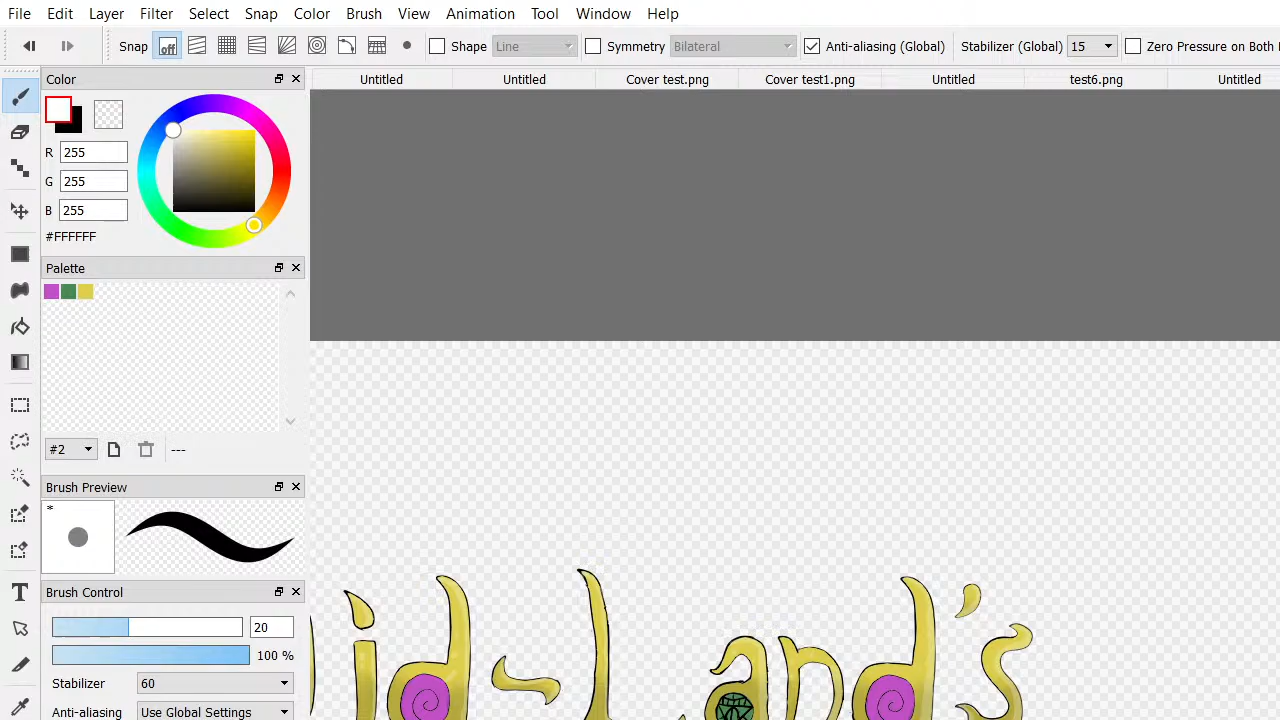 File Edit Layer Filter Select Snap Color Brush View Animation Tool Window Help
Snap off Shape Line Symmetry Bilateral Anti-aliasing (Global) Stabilizer (Global) 15 Zero Pressure on Both
Color
Untitled Untitled Cover test.png Cover test1.png Untitled test6.png Untitled
R 255
G 255
B 255
#FFFFFF
Palette
#2 ---
Brush Preview
*
Brush Control
20
100 %
Stabilizer 60
Anti-aliasing Use Global Settings
T